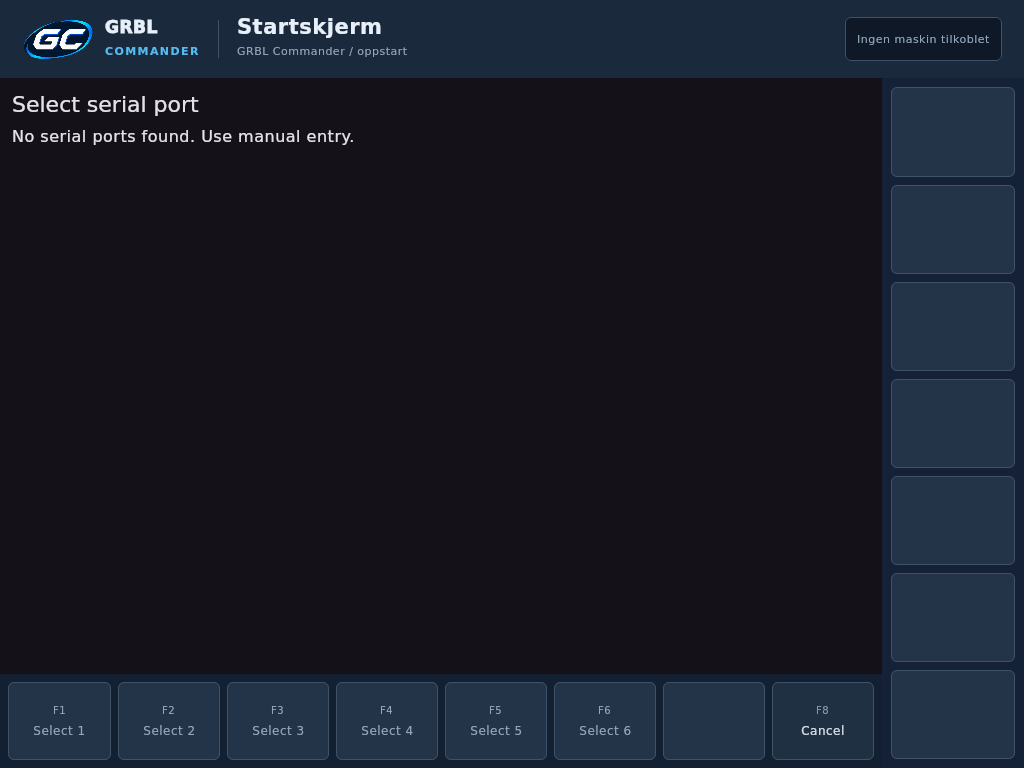 GC
GRBL
COMMANDER
Startskjerm
GRBL Commander / oppstart
Ingen maskin tilkoblet
Select serial port
No serial ports found. Use manual entry.
F1
Select 1
F2
Select 2
F3
Select 3
F4
Select 4
F5
Select 5
F6
Select 6
F8
Cancel